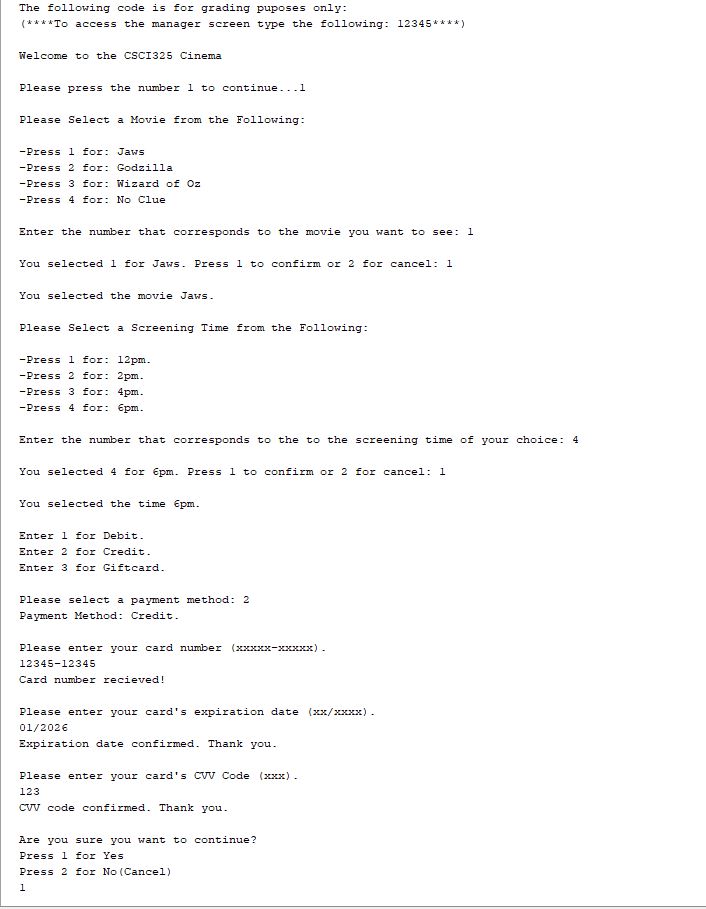 The following code is for grading puposes only:
(****To access the manager screen type the following: 12345****)
Welcome to the CSCI325 Cinema
Please press the number 1 to continue...1
Please Select a Movie from the Following:
-Press 1 for: Jaws
-Press 2 for: Godzilla
-Press 3 for: Wizard of Oz
-Press 4 for: No Clue
Enter the number that corresponds to the movie you want to see: 1
You selected 1 for Jaws. Press 1 to confirm or 2 for cancel: 1
You selected the movie Jaws.
Please Select a Screening Time from the Following:
-Press 1 for: 12pm.
-Press 2 for: 2pm.
-Press 3 for: 4pm.
-Press 4 for: 6pm.
Enter the number that corresponds to the to the screening time of your choice: 4
You selected 4 for 6pm. Press 1 to confirm or 2 for cancel: 1
You selected the time 6pm.
Enter 1 for Debit.
Enter 2 for Credit.
Enter 3 for Giftcard.
Please select a payment method: 2
Payment Method: Credit.
Please enter your card number (xxxxx-xxxxx).
12345-12345
Card number recieved!
Please enter your card's expiration date (xx/xxxx).
01/2026
Expiration date confirmed. Thank you.
Please enter your card's CVV Code (xxx).
123
CVV code confirmed. Thank you.
Are you sure you want to continue?
Press 1 for Yes
Press 2 for No(Cancel)
1